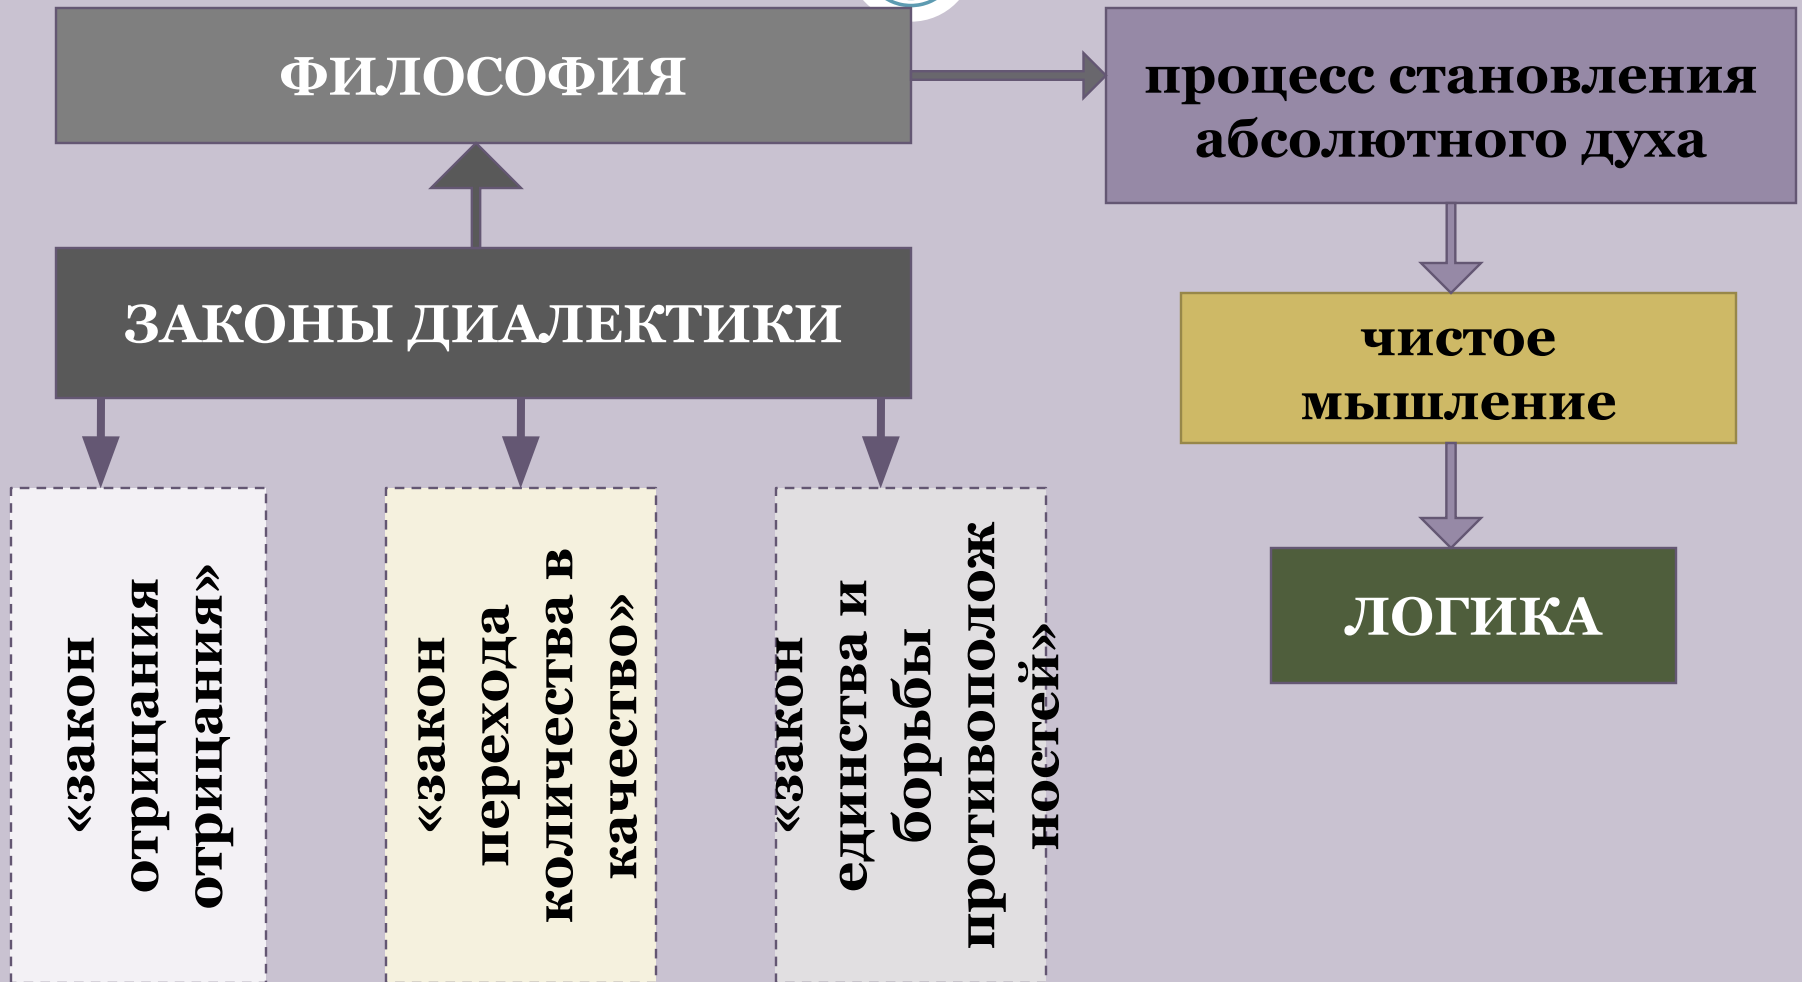 ФИЛОСОФИЯ
процесс становления
абсолютного духа
ЗАКОНЫ ДИАЛЕКТИКИ
чистое
мышление
ЛОГИКА
«закон
отрицания
отрицания»
«закон
перехода
количества в
качество»
«закон
единства и
борьбы
противополож
ностей»